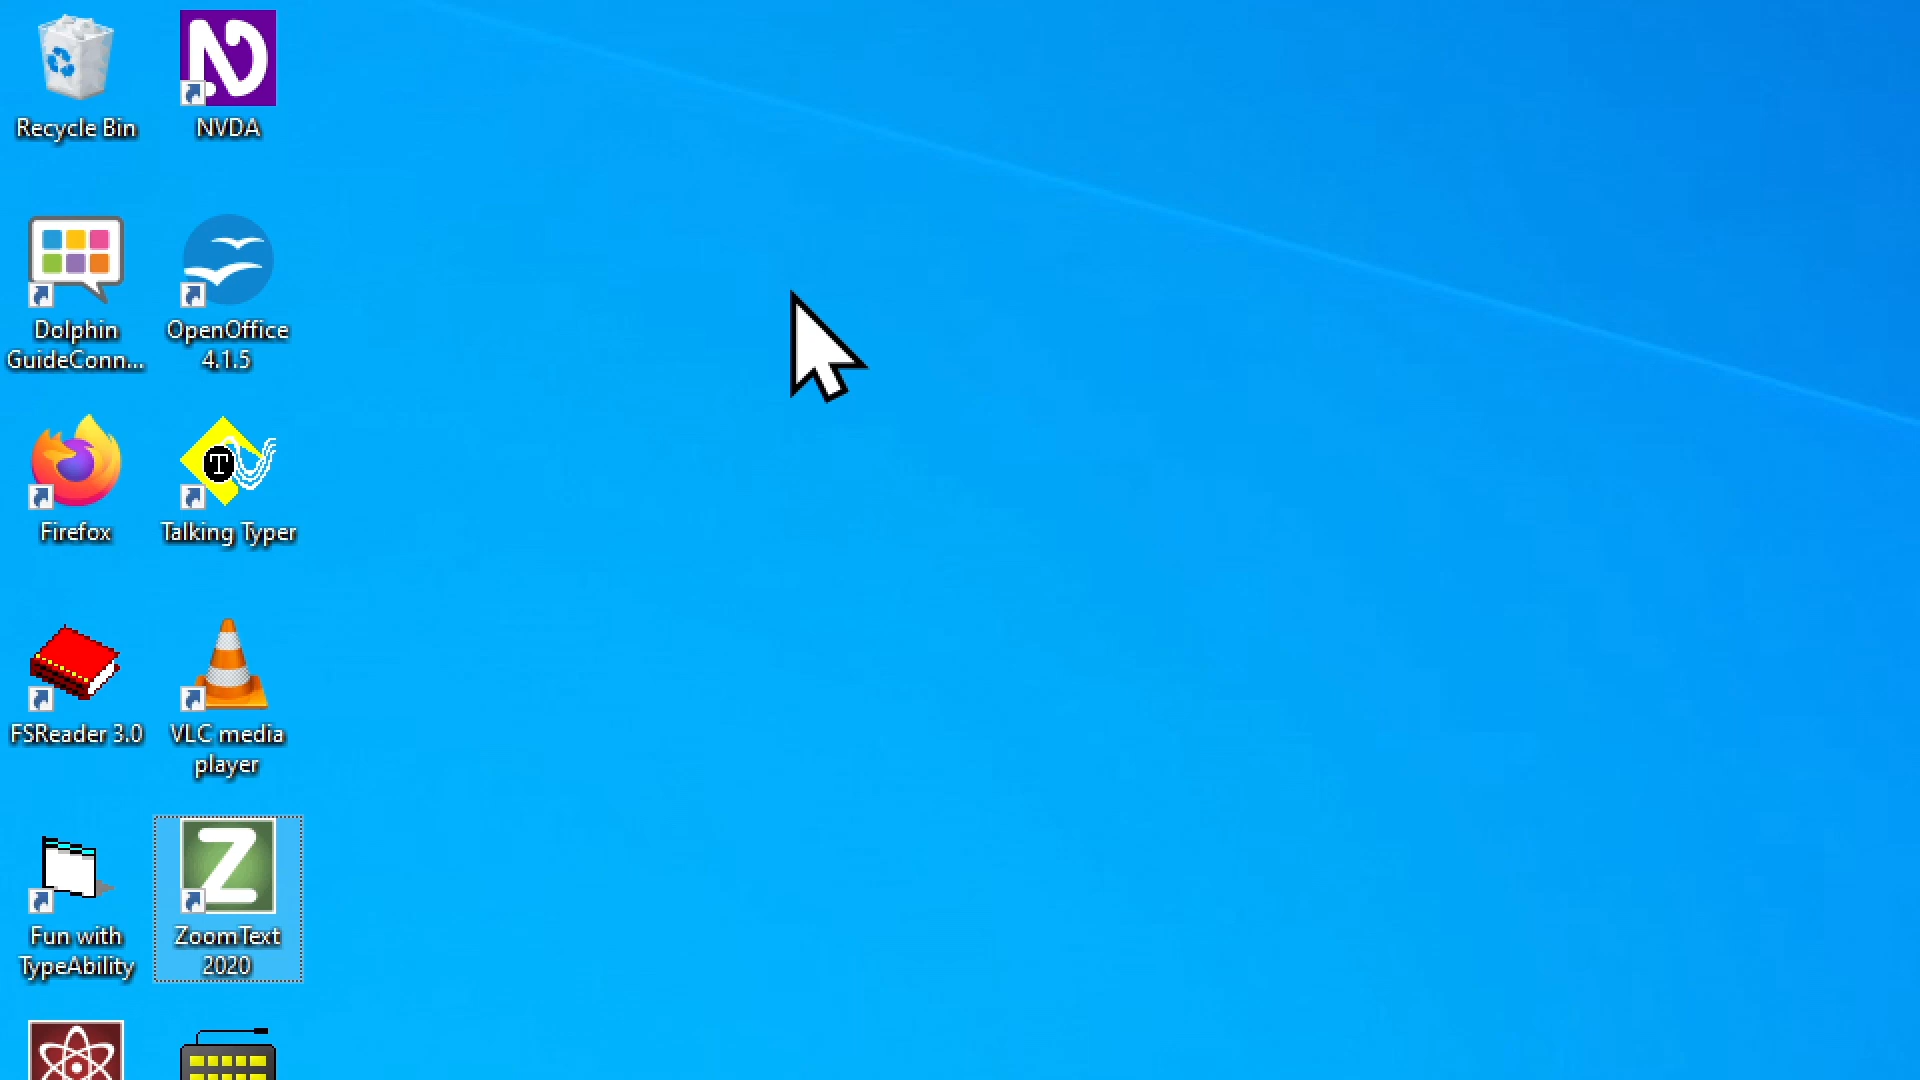 Recycle Bin
NVDA
Dolphin
GuideConn...
OpenOffice
4.1.5
Firefox
T
Talking Typer
FSReader 3.0
VLC media
player
Fun with
TypeAbility
Z
ZoomText
2020